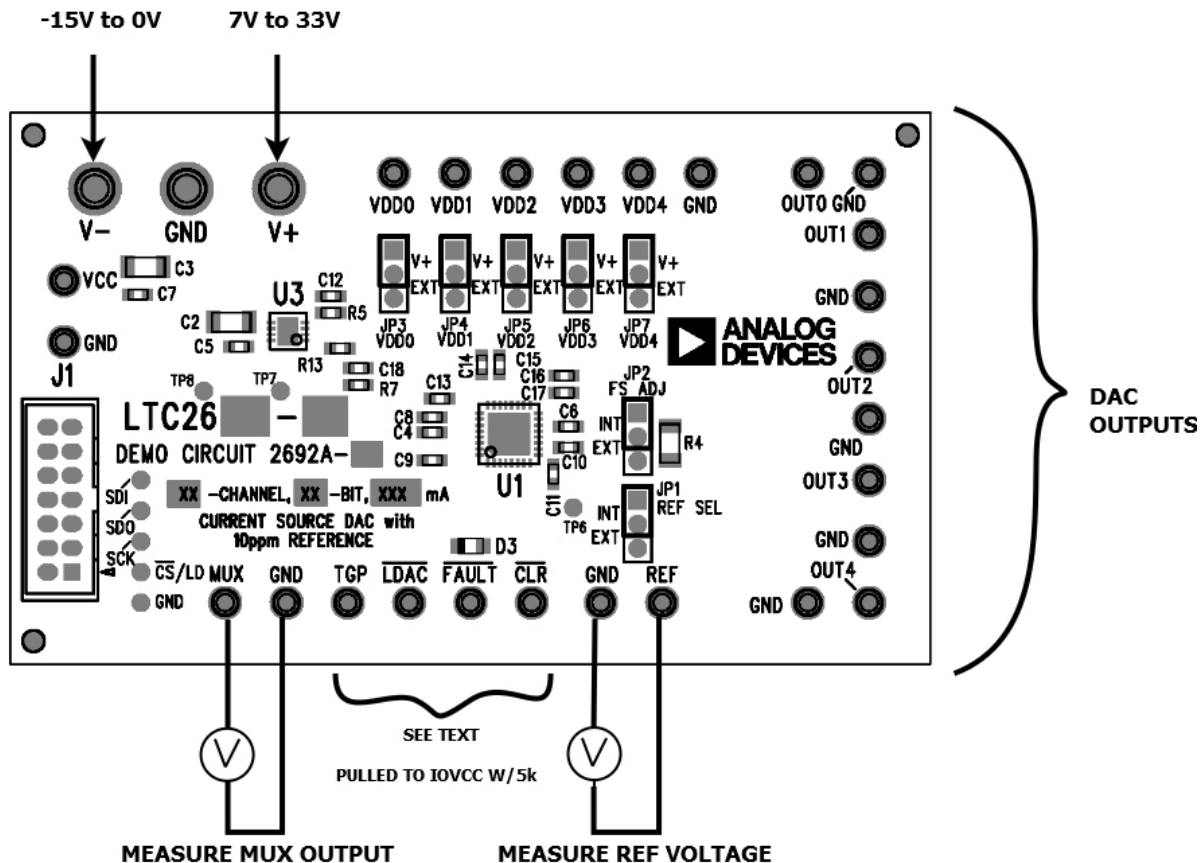 -15V to 0V
7V to 33V
V-
GND
V+
VDD0
VDD1
VDD2
VDD3
VDD4
GND
OUT0
GND
OUT1
GND
OUT2
GND
OUT3
GND
OUT4
GND
VCC
GND
C3
C7
U3
C12
R5
C2
C5
R13
C18
R7
V+
EXT
V+
EXT
V+
EXT
V+
EXT
V+
EXT
JP3
VDD0
JP4
VDD1
JP5
VDD2
JP6
VDD3
JP7
VDD4
ANALOG
DEVICES
J1
TP8
TP7
LTC26 -
DEMO CIRCUIT 2692A-
XX -CHANNEL, XX -BIT, XXX mA
CURRENT SOURCE DAC with
10ppm REFERENCE
C14
C15
C16
C17
C13
C8
C4
C9
C6
C10
C11
U1
TP6
JP2
FS ADJ
INT
EXT
R4
JP1
REF SEL
INT
EXT
D3
SDI
SDO
SCK
CS/LD
GND
MUX
GND
TGP
LDAC
FAULT
CLR
GND
REF
DAC
OUTPUTS
V
V
SEE TEXT
PULLED TO IOVCC W/5k
MEASURE MUX OUTPUT
MEASURE REF VOLTAGE